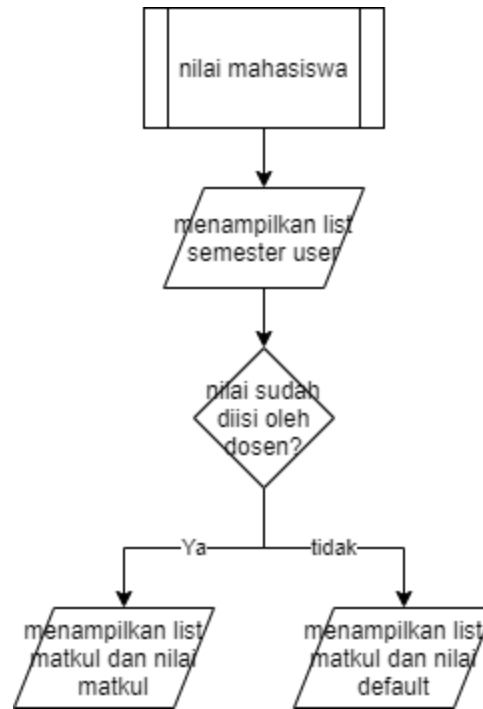 nilai mahasiswa
menampilkan list
semester user
nilai sudah
diisi oleh
dosen?
Ya
tidak
menampilkan list
matkul dan nilai
matkul
menampilkan list
matkul dan nilai
default